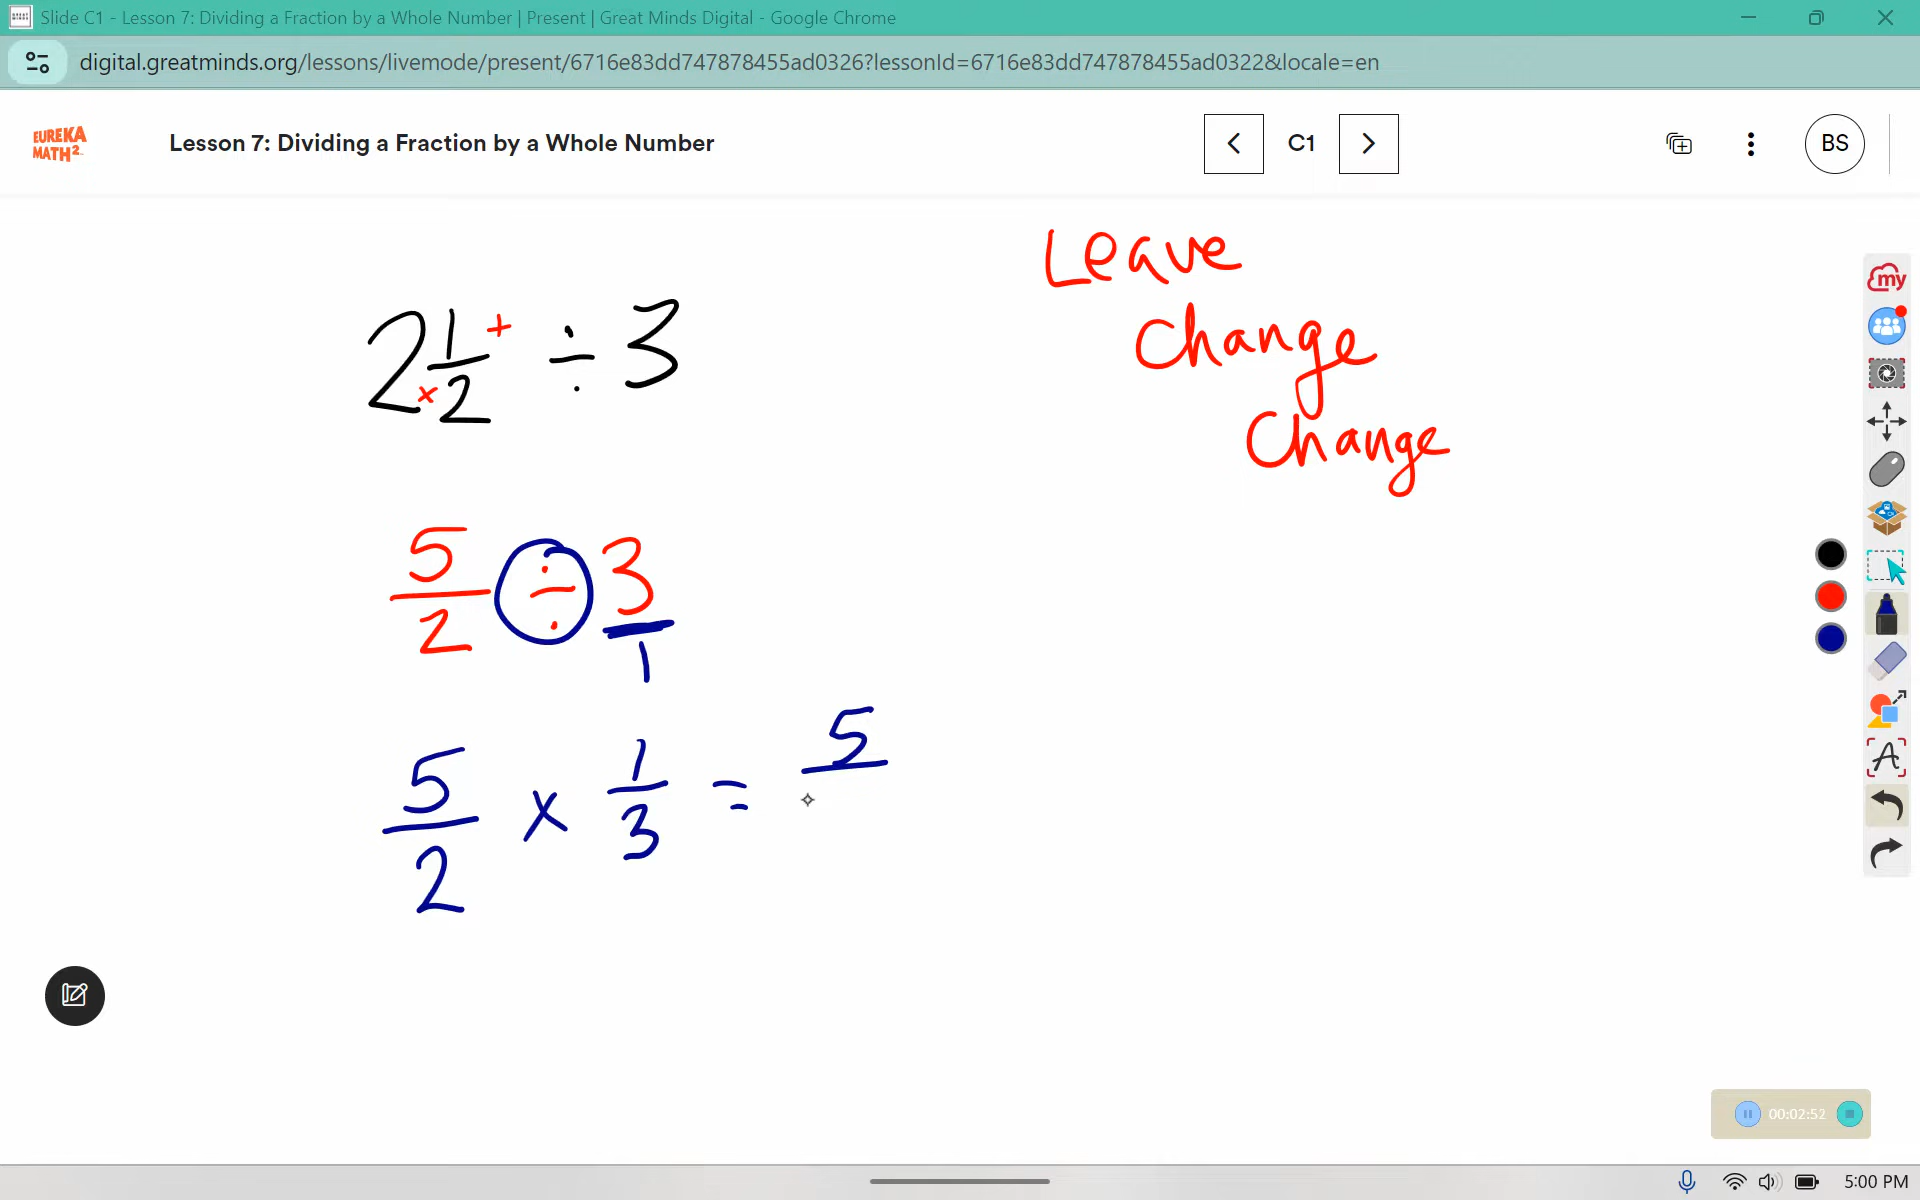 Slide C1 - Lesson 7: Dividing a Fraction by a Whole Number | Present | Great Minds Digital - Google Chrome
digital.greatminds.org/lessons/livemode/present/6716e83dd747878455ad0326?lessonId=6716e83dd747878455ad0322&locale=en
EUREKA
MATH²
Lesson 7: Dividing a Fraction by a Whole Number
C1
BS
Leave
Change
Change
2 1/2 ÷ 3
+
×
5/2 ÷ 3/1
5/2 × 1/3 = 5/
my
A
00:02:52
5:00 PM